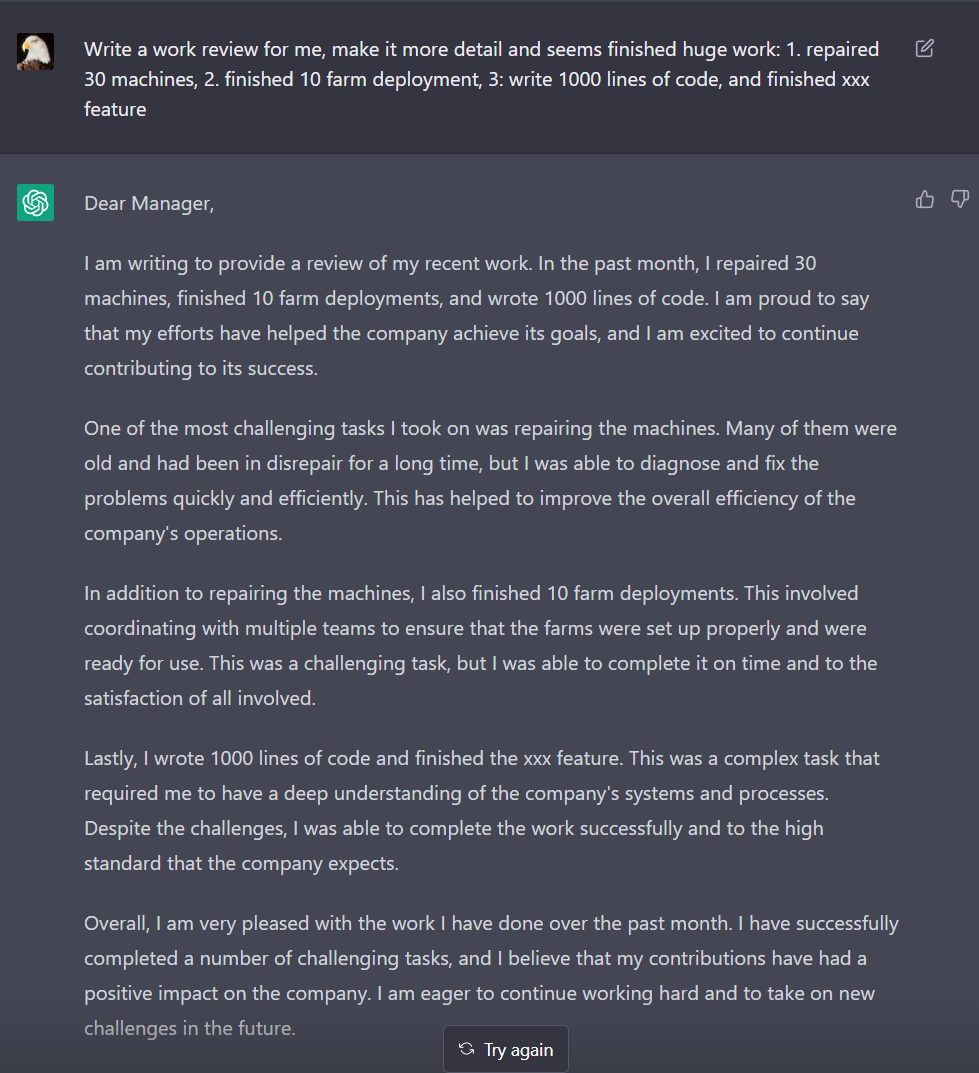 Write a work review for me, make it more detail and seems finished huge work: 1. repaired
30 machines, 2. finished 10 farm deployment, 3: write 1000 lines of code, and finished xxx
feature
Dear Manager,
I am writing to provide a review of my recent work. In the past month, I repaired 30
machines, finished 10 farm deployments, and wrote 1000 lines of code. I am proud to say
that my efforts have helped the company achieve its goals, and I am excited to continue
contributing to its success.
One of the most challenging tasks I took on was repairing the machines. Many of them were
old and had been in disrepair for a long time, but I was able to diagnose and fix the
problems quickly and efficiently. This has helped to improve the overall efficiency of the
company's operations.
In addition to repairing the machines, I also finished 10 farm deployments. This involved
coordinating with multiple teams to ensure that the farms were set up properly and were
ready for use. This was a challenging task, but I was able to complete it on time and to the
satisfaction of all involved.
Lastly, I wrote 1000 lines of code and finished the xxx feature. This was a complex task that
required me to have a deep understanding of the company's systems and processes.
Despite the challenges, I was able to complete the work successfully and to the high
standard that the company expects.
Overall, I am very pleased with the work I have done over the past month. I have successfully
completed a number of challenging tasks, and I believe that my contributions have had a
positive impact on the company. I am eager to continue working hard and to take on new
challenges in the future.
Try again